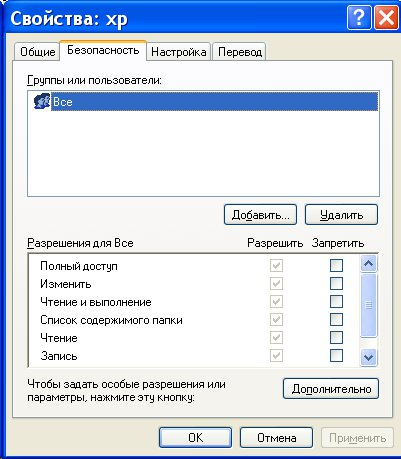 Свойства: xp
Общие Безопасность Настройка Перевод
Группы или пользователи:
Все
Добавить... Удалить
Разрешения для Все Разрешить Запретить
Полный доступ
Изменить
Чтение и выполнение
Список содержимого папки
Чтение
Запись
Чтобы задать особые разрешения или
параметры, нажмите эту кнопку: Дополнительно
OK Отмена Применить